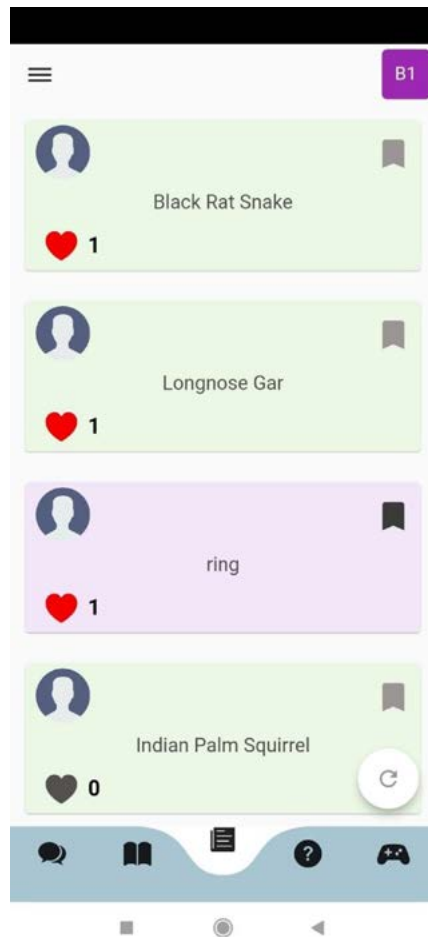 B1
Black Rat Snake
1
Longnose Gar
1
ring
1
Indian Palm Squirrel
0